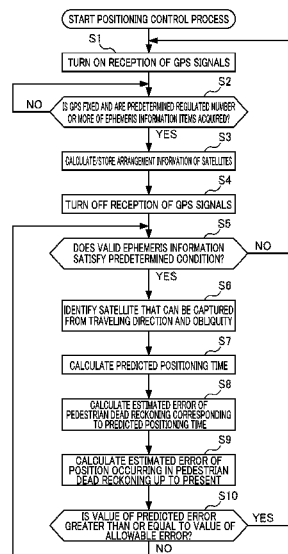 START POSITIONING CONTROL PROCESS
S1
TURN ON RECEPTION OF GPS SIGNALS
S2
IS GPS FIXED AND ARE PREDETERMINED REGULATED NUMBER
OR MORE OF EPHEMERIS INFORMATION ITEMS ACQUIRED?
NO
YES
S3
CALCULATE/STORE ARRANGEMENT INFORMATION OF SATELLITES
S4
TURN OFF RECEPTION OF GPS SIGNALS
S5
DOES VALID EPHEMERIS INFORMATION
SATISFY PREDETERMINED CONDITION?
NO
YES
S6
IDENTIFY SATELLITE THAT CAN BE CAPTURED
FROM TRAVELING DIRECTION AND OBLIQUITY
S7
CALCULATE PREDICTED POSITIONING TIME
S8
CALCULATE ESTIMATED ERROR OF
PEDESTRIAN DEAD RECKONING CORRESPONDING
TO PREDICTED POSITIONING TIME
S9
CALCULATE ESTIMATED ERROR OF
POSITION OCCURRING IN PEDESTRIAN
DEAD RECKONING UP TO PRESENT
S10
IS VALUE OF PREDICTED ERROR
GREATER THAN OR EQUAL TO VALUE OF
ALLOWABLE ERROR?
YES
NO